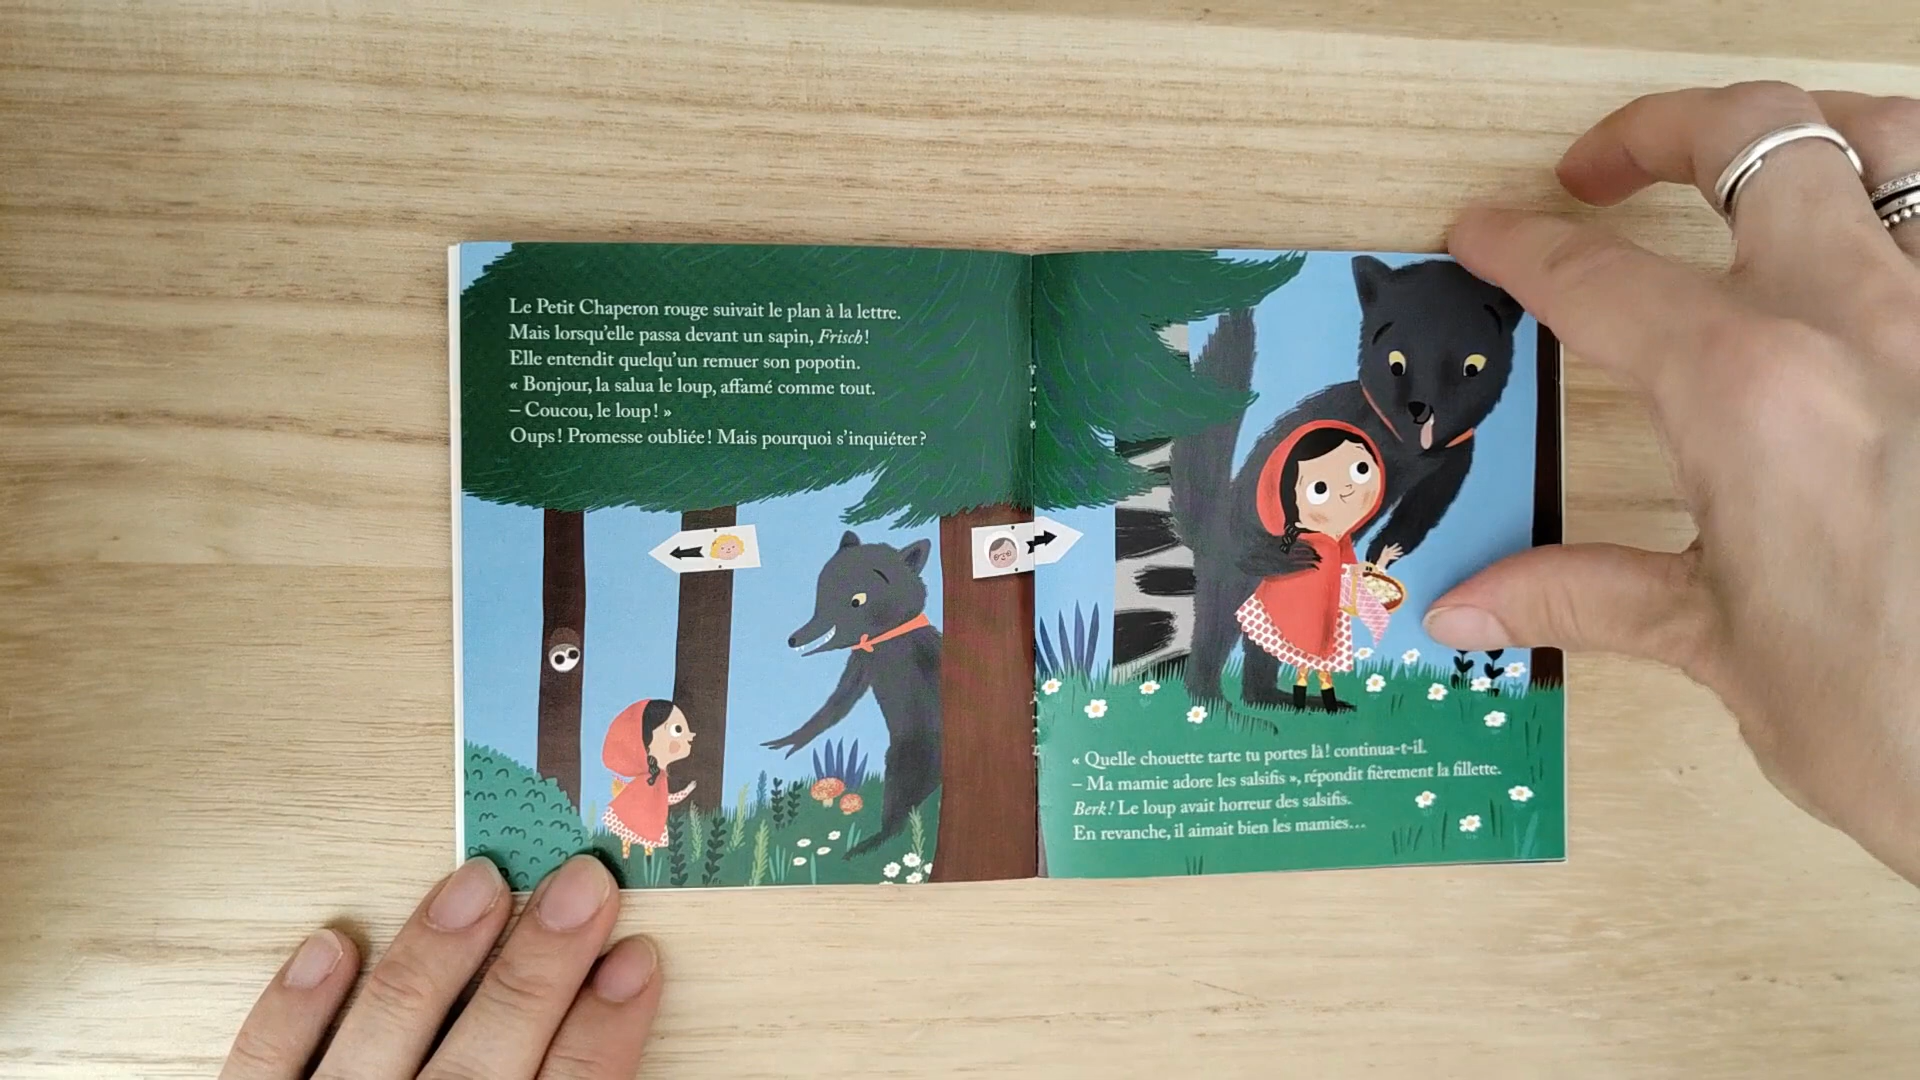 Le Petit Chaperon rouge suivait le plan à la lettre.
Mais lorsqu'elle passa devant un sapin, Frisch !
Elle entendit quelqu'un remuer son popotin.
« Bonjour, la salua le loup, affamé comme tout.
– Coucou, le loup ! »
Oups ! Promesse oubliée ! Mais pourquoi s'inquiéter ?
« Quelle chouette tarte tu portes là ! continua-t-il.
– Ma mamie adore les salsifis », répondit fièrement la fillette.
Berk ! Le loup avait horreur des salsifis.
En revanche, il aimait bien les mamies…